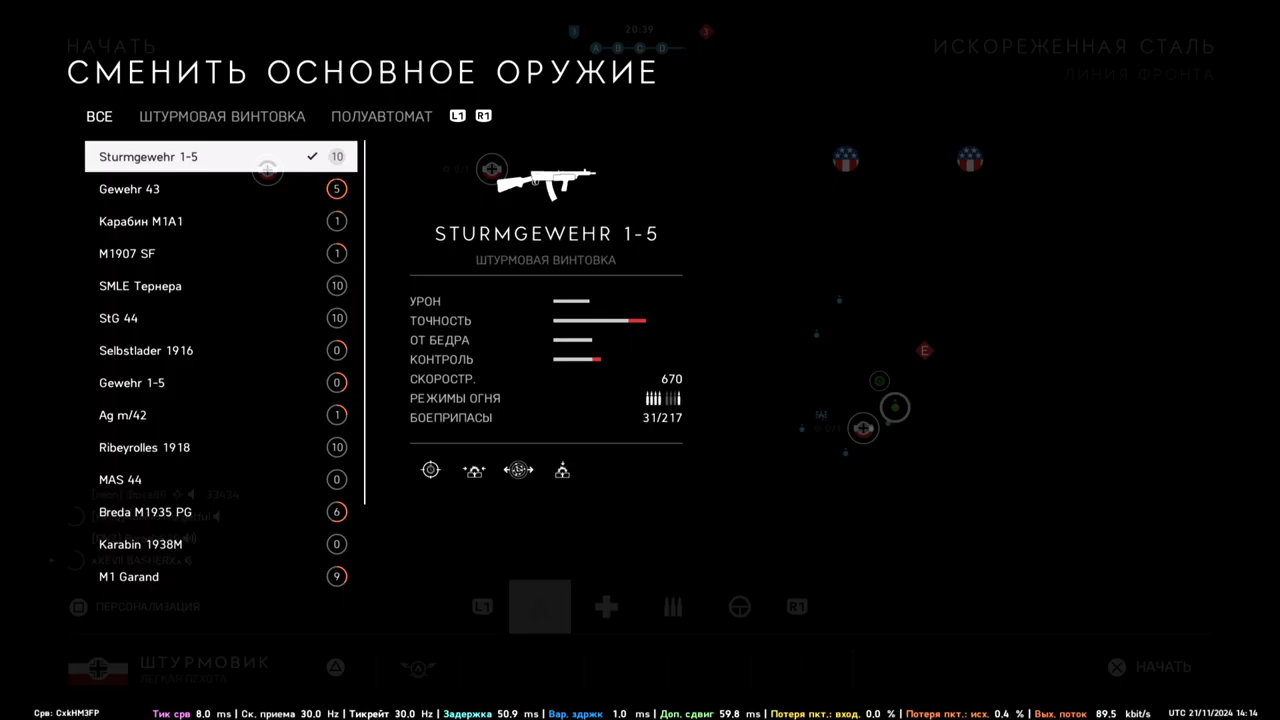 НАЧАТЬ
20:39
A B C D
ИСКОРЕЖЕННАЯ СТАЛЬ
ЛИНИЯ ФРОНТА
СМЕНИТЬ ОСНОВНОЕ ОРУЖИЕ
ВСЕ ШТУРМОВАЯ ВИНТОВКА ПОЛУАВТОМАТ L1 R1
Sturmgewehr 1-5 10
Gewehr 43 5
Карабин M1A1 1
M1907 SF 1
SMLE Тернера 10
StG 44 10
Selbstlader 1916 0
Gewehr 1-5 0
Ag m/42 1
Ribeyrolles 1918 10
MAS 44 0
Breda M1935 PG 6
Karabin 1938M 0
M1 Garand 9
STURMGEWEHR 1-5
ШТУРМОВАЯ ВИНТОВКА
УРОН
ТОЧНОСТЬ
ОТ БЕДРА
КОНТРОЛЬ
СКОРОСТР. 670
РЕЖИМЫ ОГНЯ
БОЕПРИПАСЫ 31/217
E
33434
ПЕРСОНАЛИЗАЦИЯ
L1 R1
ШТУРМОВИК
ЛЕГКАЯ ПЕХОТА
НАЧАТЬ
Срв: CxkHM3FP Тик срв 8.0 ms | Ск. приема 30.0 Hz | Тикрейт 30.0 Hz | Задержка 50.9 ms | Вар. здржк 1.0 ms | Доп. сдвиг 59.8 ms | Потеря пкт.: вход. 0.0 % | Потеря пкт.: исх. 0.4 % | Вых. поток 89.5 kbit/s UTC 21/11/2024 14:14